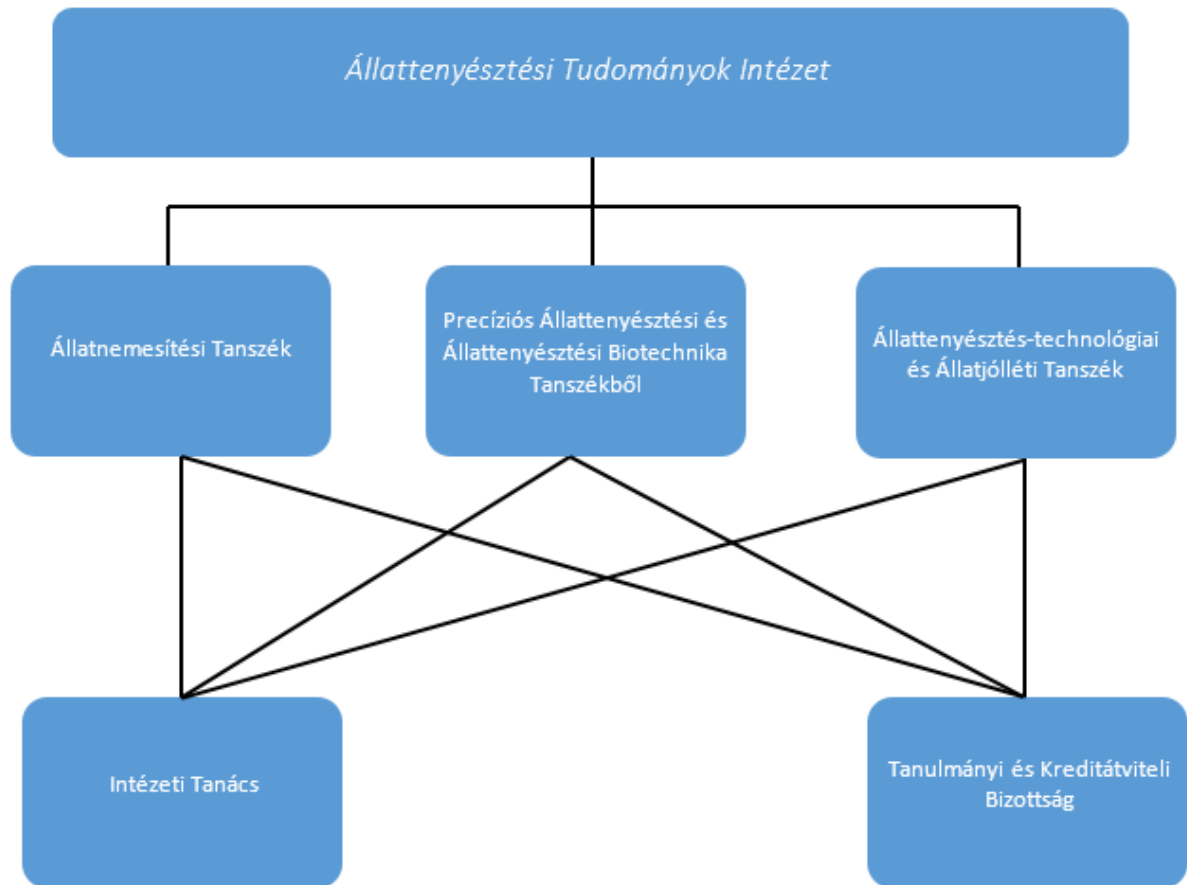 Állattenyésztési Tudományok Intézet
Állatnemesítési Tanszék
Precíziós Állattenyésztési és
Állattenyésztési Biotechnika
Tanszékből
Állattenyésztés-technológiai
és Állatjólléti Tanszék
Intézeti Tanács
Tanulmányi és Kreditátviteli
Bizottság